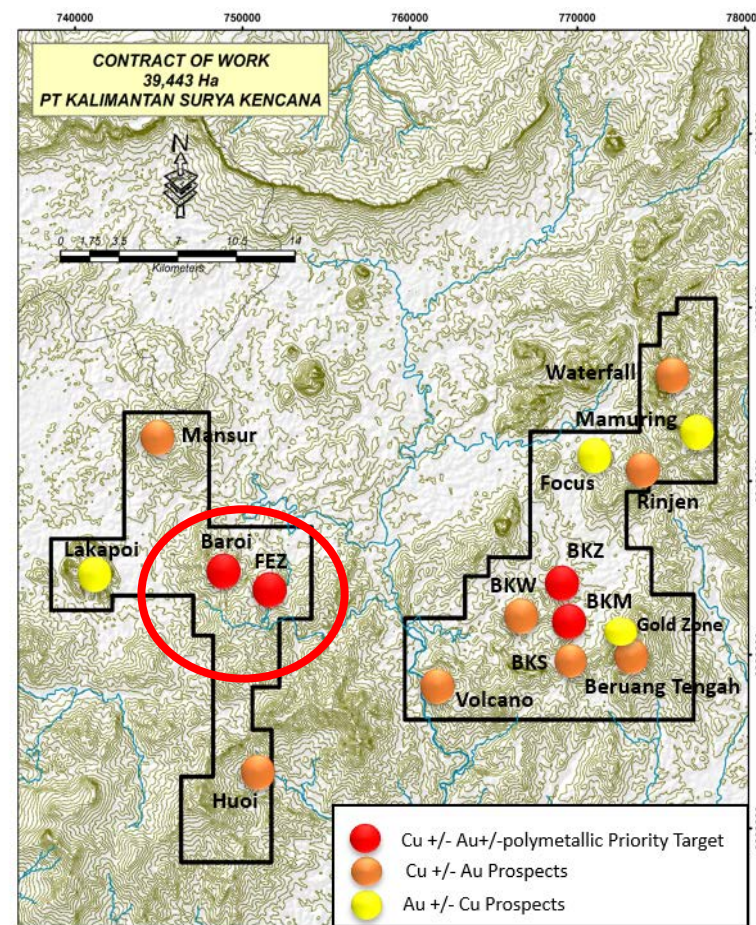 740000 750000 760000 770000 780000
CONTRACT OF WORK
39,443 Ha
PT KALIMANTAN SURYA KENCANA
N
0 1.75 3.5 7 10.5 14
Kilometers
Waterfall
Mamuring
Mansur
Focus
Rinjen
Lakapoi
Baroi
FEZ
BKZ
BKW
BKM
Gold Zone
BKS
Beruang Tengah
Volcano
Huoi
Cu +/- Au+/-polymetallic Priority Target
Cu +/- Au Prospects
Au +/- Cu Prospects